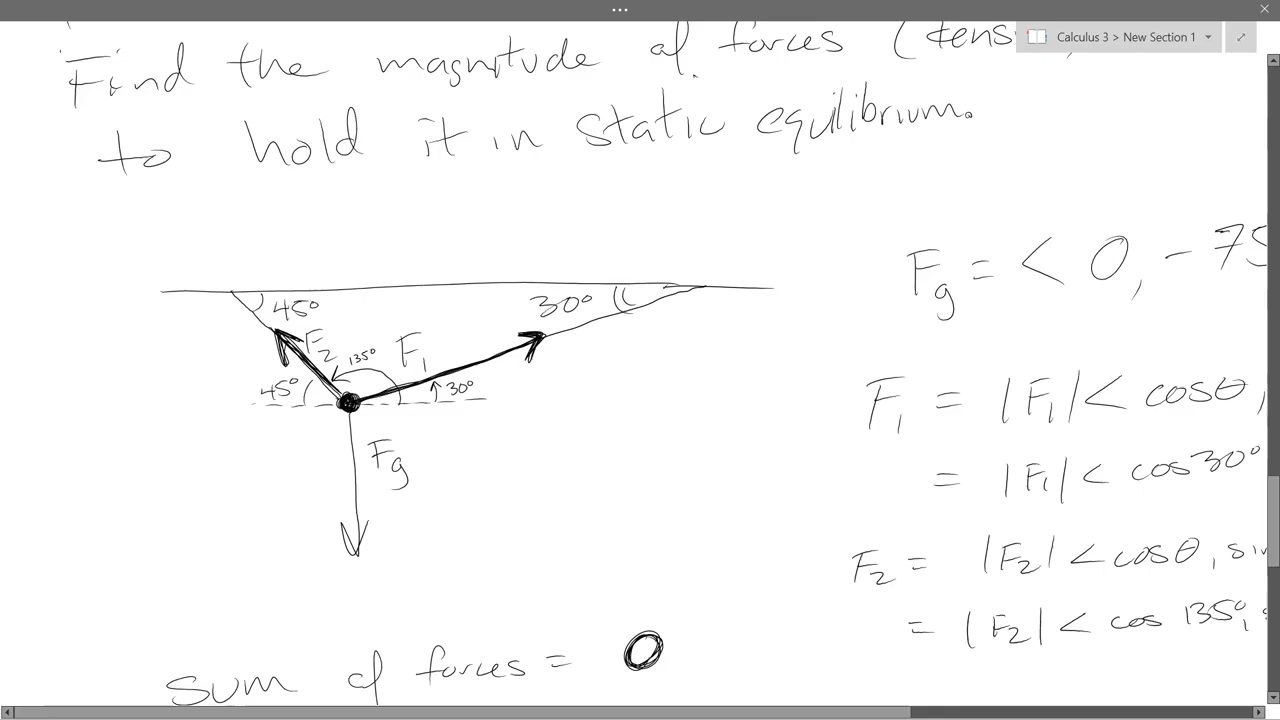 Calculus 3 > New Section 1
Find the magnitude of forces (tens
to hold it in static equilibrium.
45°
30°
F2
135°
F1
45°
30°
Fg
Fg = < 0, - 75
F1 = |F1| < cosθ,
= |F1| < cos30°
F2 = |F2| < cosθ, sin
= |F2| < cos 135°,
sum of forces = 0